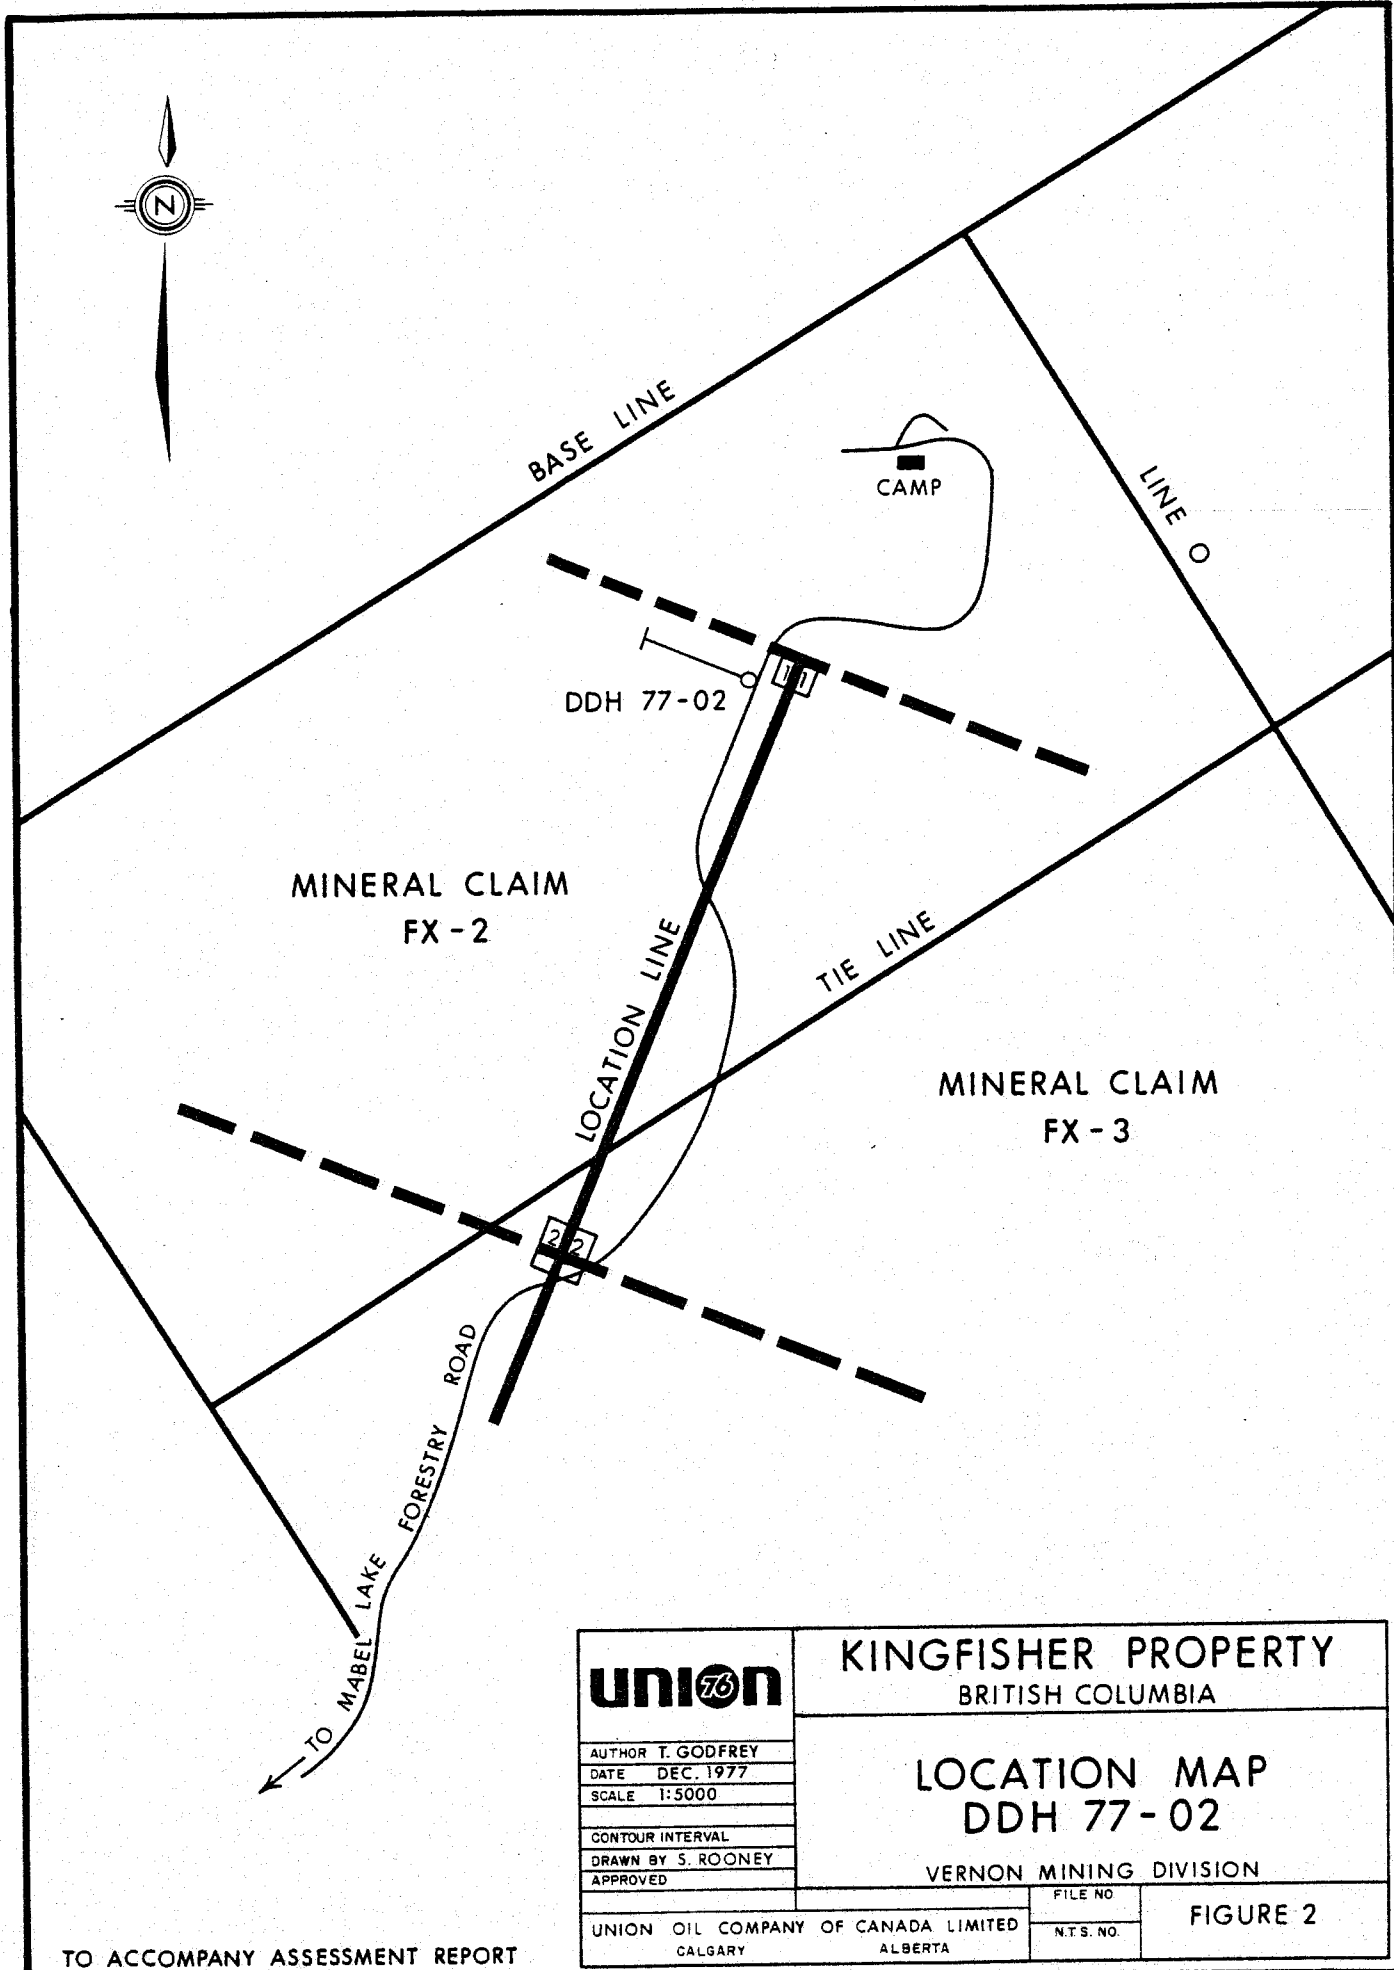 N
BASE LINE
CAMP
LINE O
1 1
DDH 77-02
MINERAL CLAIM
FX-2
LOCATION LINE
TIE LINE
MINERAL CLAIM
FX-3
2 2
TO MABEL LAKE FORESTRY ROAD
UNION 76
KINGFISHER PROPERTY
BRITISH COLUMBIA
AUTHOR T. GODFREY
DATE DEC. 1977
SCALE 1:5000
CONTOUR INTERVAL
DRAWN BY S. ROONEY
APPROVED
LOCATION MAP
DDH 77-02
VERNON MINING DIVISION
UNION OIL COMPANY OF CANADA LIMITED
CALGARY ALBERTA
FILE NO
N.T.S. NO.
FIGURE 2
TO ACCOMPANY ASSESSMENT REPORT